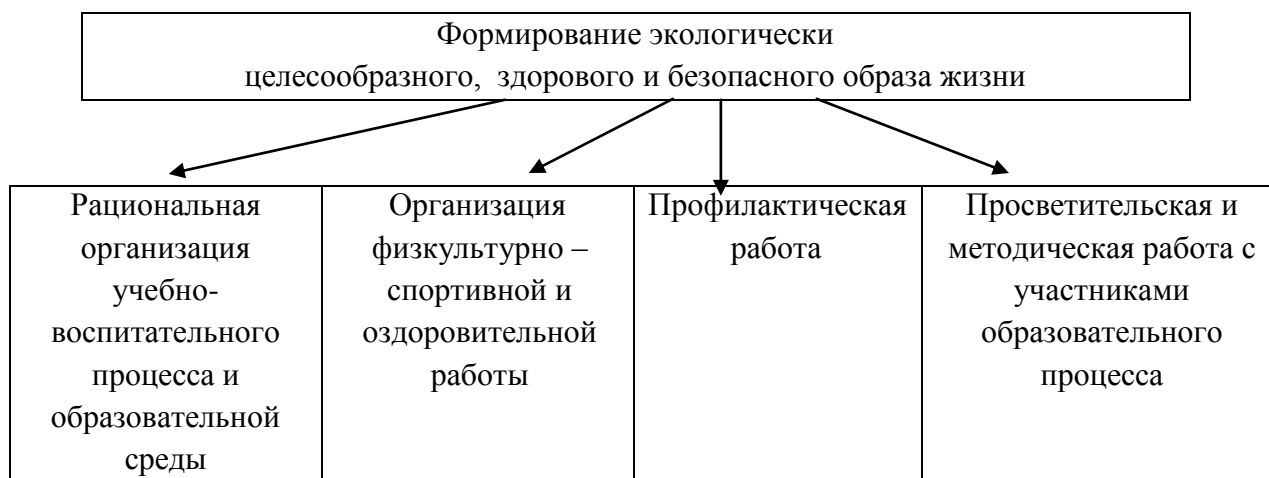 Формирование экологически
целесообразного, здорового и безопасного образа жизни
Рациональная
организация
учебно-
воспитательного
процесса и
образовательной
среды
Организация
физкультурно –
спортивной и
оздоровительной
работы
Профилактическая
работа
Просветительская и
методическая работа с
участниками
образовательного
процесса